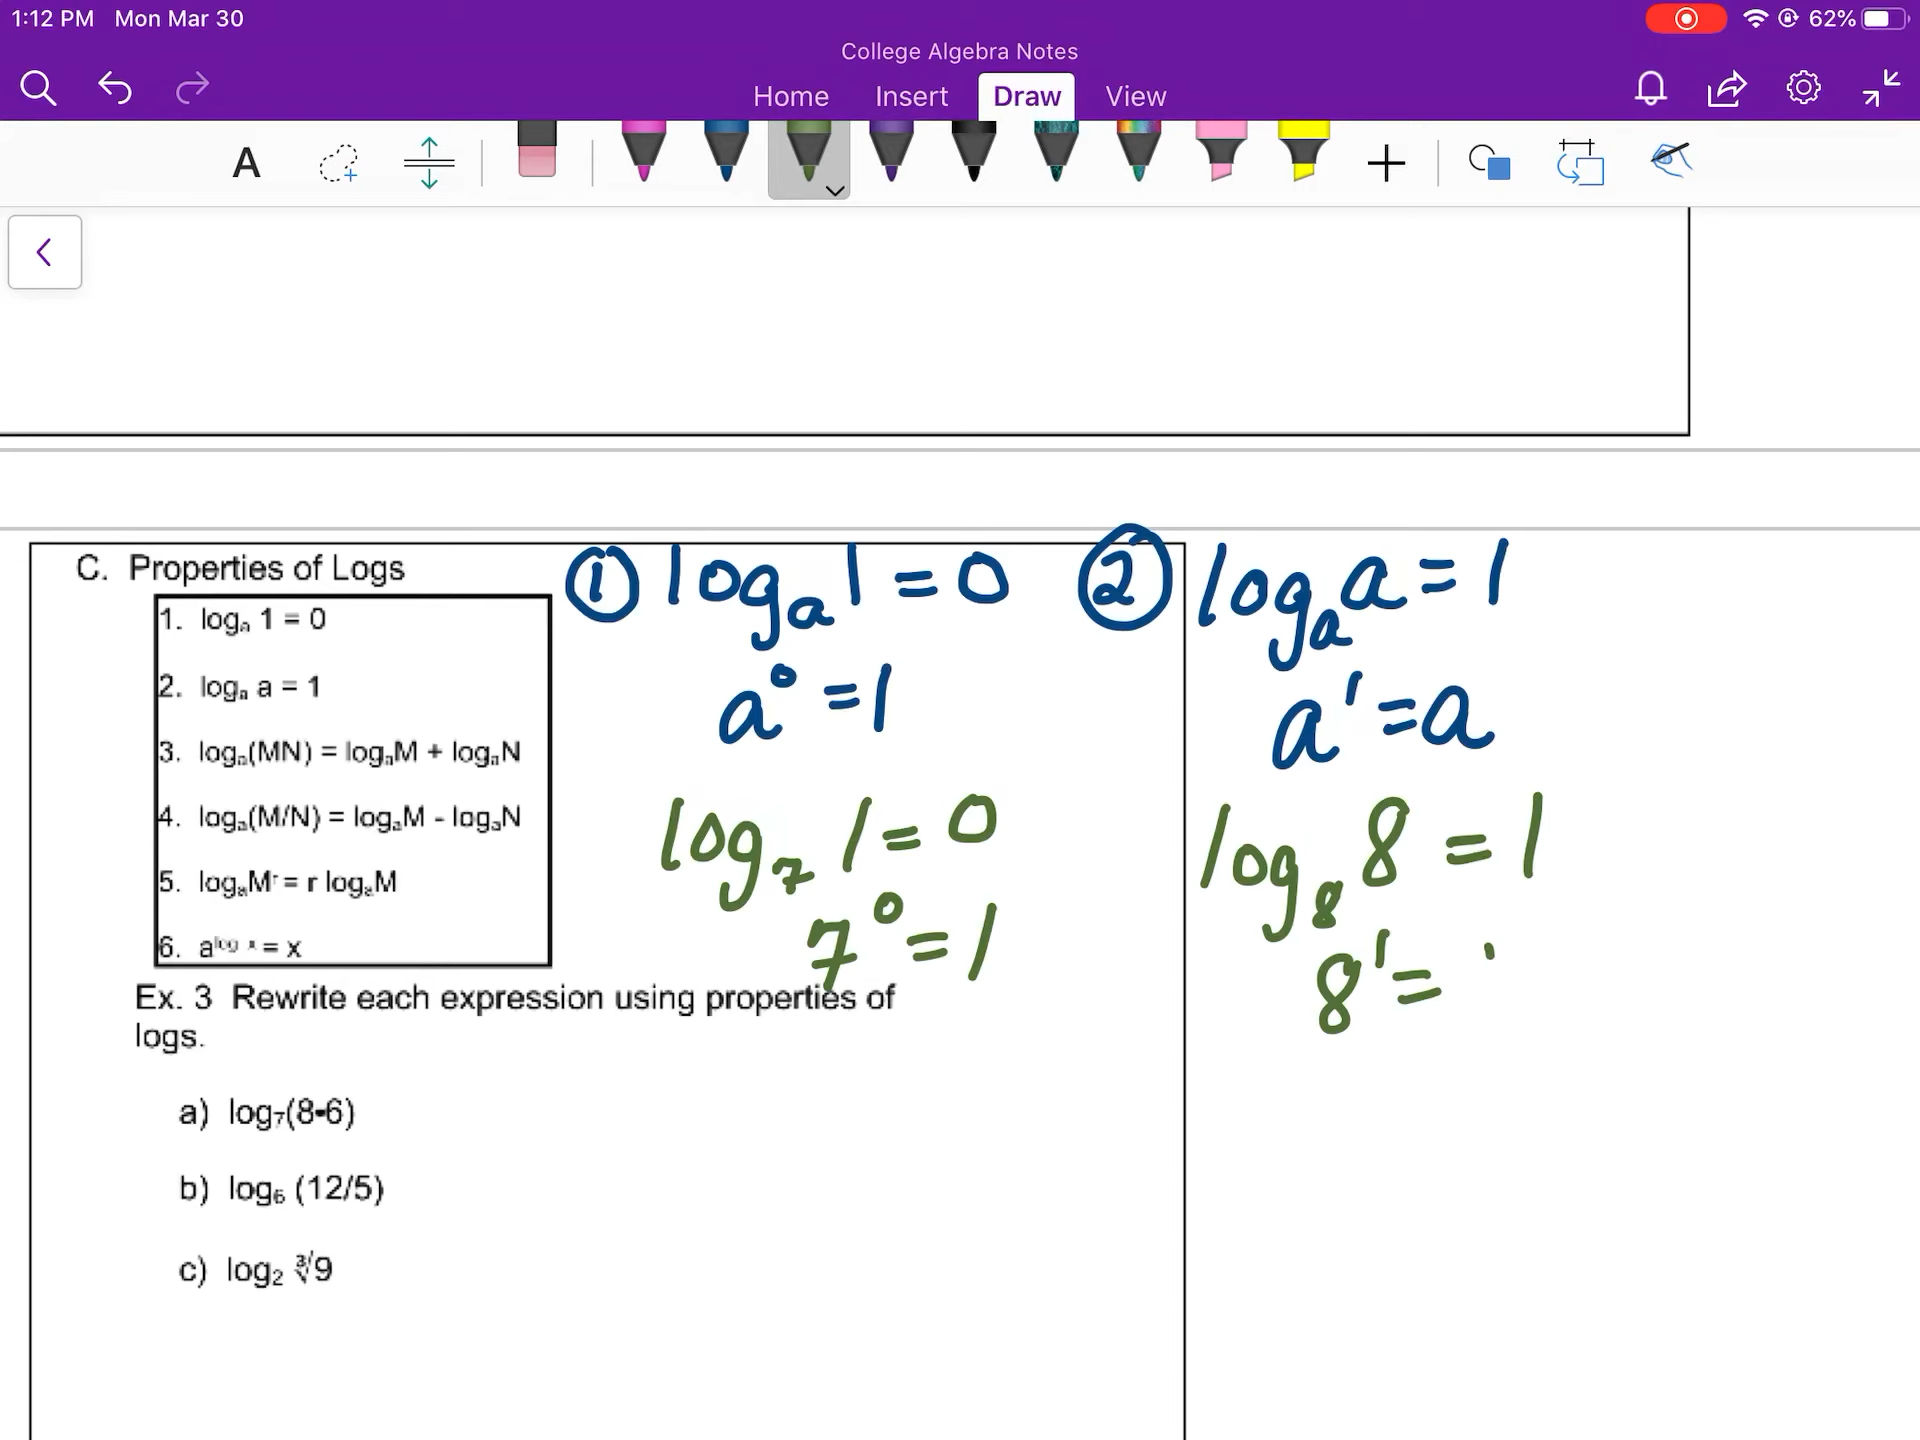 1:12 PM Mon Mar 30 62%
College Algebra Notes
Home Insert Draw View
A
C. Properties of Logs
1. logₐ 1 = 0
2. logₐ a = 1
3. logₐ(MN) = logₐM + logₐN
4. logₐ(M/N) = logₐM - logₐN
5. logₐMʳ = r logₐM
6. a^log x = x
① logₐ 1 = 0
a⁰ = 1
log₇ 1 = 0
7⁰ = 1
② logₐ a = 1
a¹ = a
log₈ 8 = 1
8¹ =
Ex. 3 Rewrite each expression using properties of
logs.
a) log₇(8•6)
b) log₆ (12/5)
c) log₂ ∛9